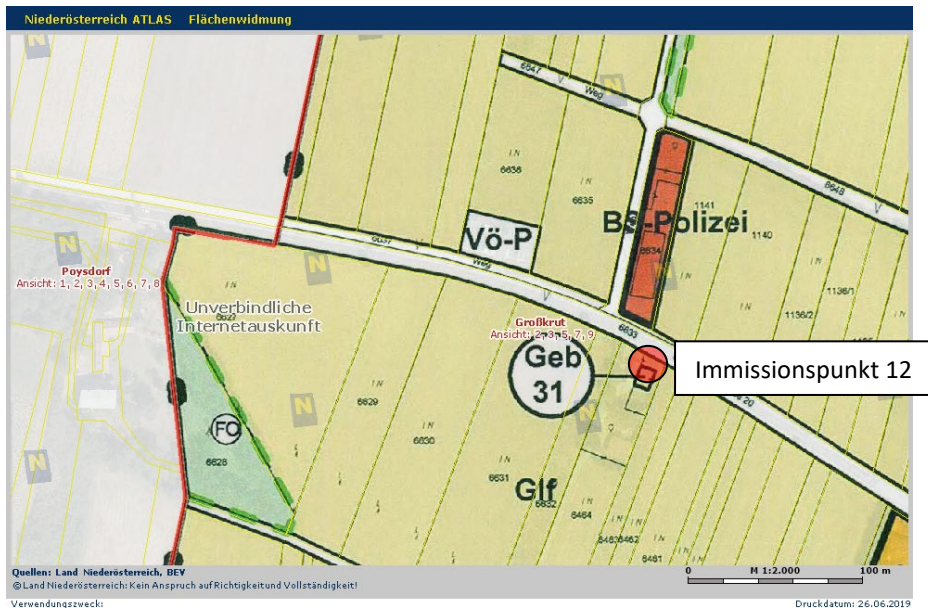 Niederösterreich ATLAS Flächenwidmung
6647
Weg
6636
6635
1141
BS-Polizei
6634
1140
6648
Vö-P
6637
Weg
Poysdorf
Ansicht: 1, 2, 3, 4, 5, 6, 7, 8
Unverbindliche
Internetauskunft
6627
1136/1
1136/2
Großkrut
Ansicht: 2, 3, 5, 7, 9
6633
Geb
31
Immissionspunkt 12
6629
FO
6630
6628
6631
Glf
6632
6464
6463
6462
6461
Quellen: Land Niederösterreich, BEV
© Land Niederösterreich: Kein Anspruch auf Richtigkeit und Vollständigkeit!
0 M 1:2.000 100 m
Verwendungszweck:
Druckdatum: 26.06.2019